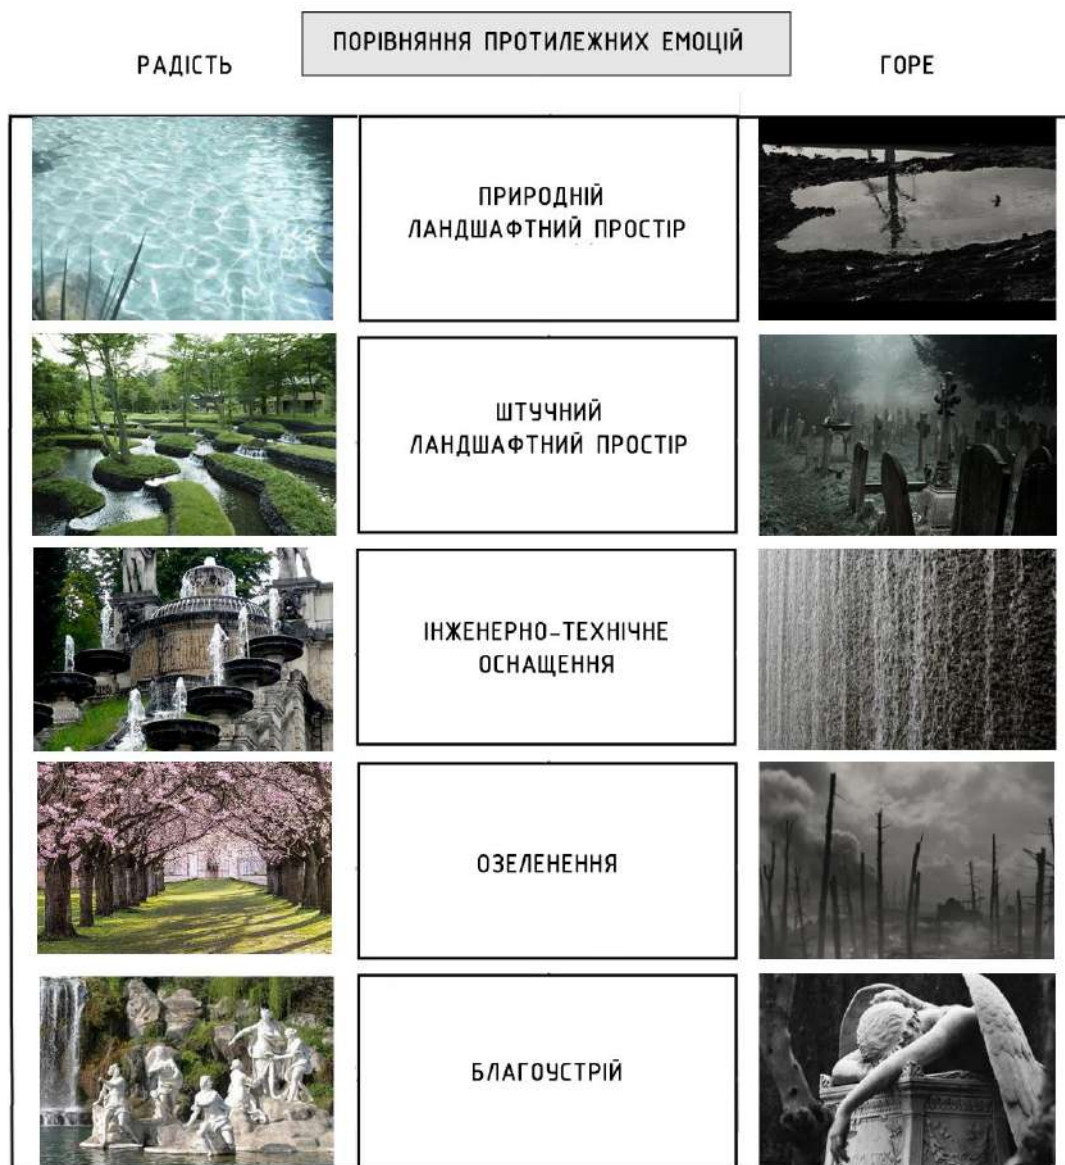 ПОРІВНЯННЯ ПРОТИЛЕЖНИХ ЕМОЦІЙ
РАДІСТЬ
ГОРЕ
ПРИРОДНІЙ
ЛАНДШАФТНИЙ ПРОСТІР
ШТУЧНИЙ
ЛАНДШАФТНИЙ ПРОСТІР
ІНЖЕНЕРНО-ТЕХНІЧНЕ
ОСНАЩЕННЯ
ОЗЕЛЕНЕННЯ
БЛАГОУСТРІЙ